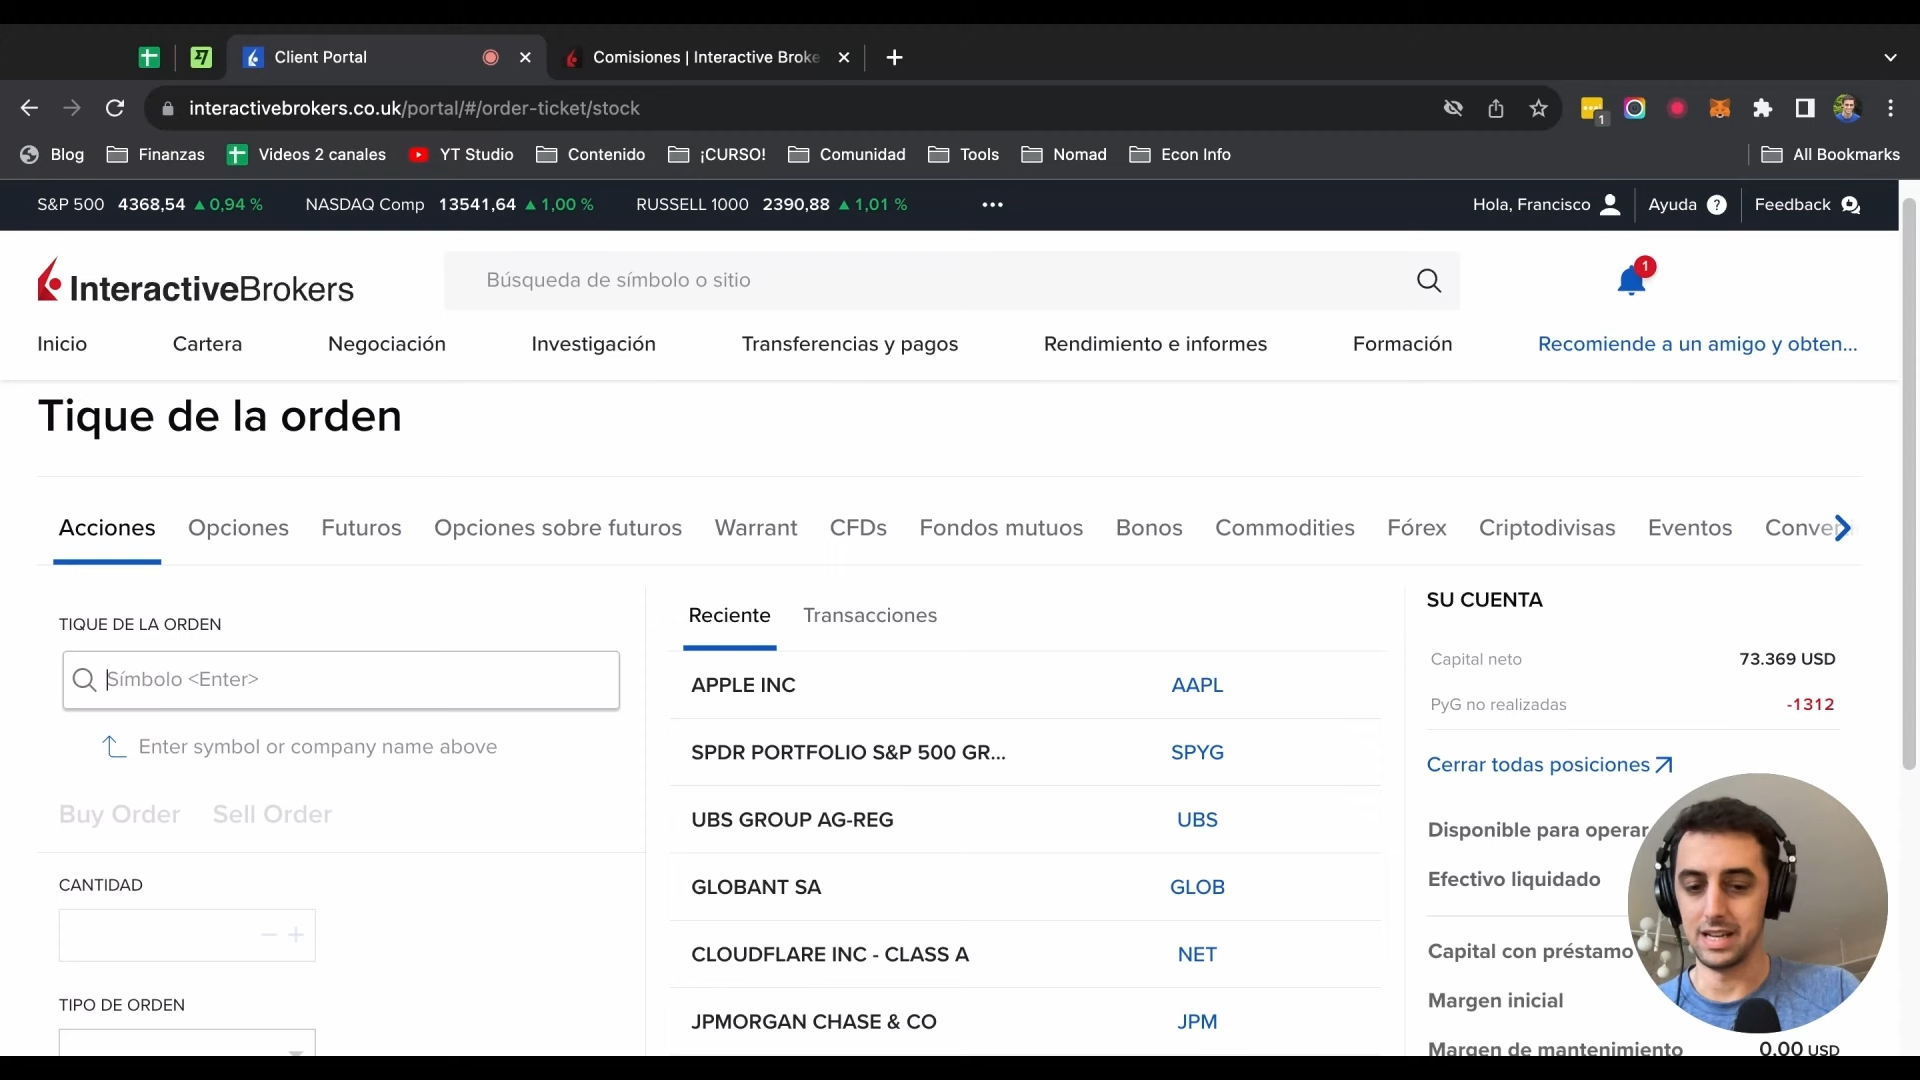 Client Portal
Comisiones | Interactive Broke
interactivebrokers.co.uk/portal/#/order-ticket/stock
1
Blog
Finanzas
Videos 2 canales
YT Studio
Contenido
¡CURSO!
Comunidad
Tools
Nomad
Econ Info
All Bookmarks
S&P 500 4368,54 ▲ 0,94 %
NASDAQ Comp 13541,64 ▲ 1,00 %
RUSSELL 1000 2390,88 ▲ 1,01 %
•••
Hola, Francisco
Ayuda ?
Feedback
InteractiveBrokers
Búsqueda de símbolo o sitio
1
Inicio
Cartera
Negociación
Investigación
Transferencias y pagos
Rendimiento e informes
Formación
Recomiende a un amigo y obten...
Tique de la orden
Acciones
Opciones
Futuros
Opciones sobre futuros
Warrant
CFDs
Fondos mutuos
Bonos
Commodities
Fórex
Criptodivisas
Eventos
TIQUE DE LA ORDEN
Símbolo <Enter>
Enter symbol or company name above
Buy Order
Sell Order
CANTIDAD
− +
TIPO DE ORDEN
Reciente
Transacciones
APPLE INC AAPL
SPDR PORTFOLIO S&P 500 GR... SPYG
UBS GROUP AG-REG UBS
GLOBANT SA GLOB
CLOUDFLARE INC - CLASS A NET
JPMORGAN CHASE & CO JPM
SU CUENTA
Capital neto 73.369 USD
PyG no realizadas -1312
Cerrar todas posiciones
Disponible para operar
Efectivo liquidado
Capital con préstamo
Margen inicial
Margen de mantenimiento 0,00 USD